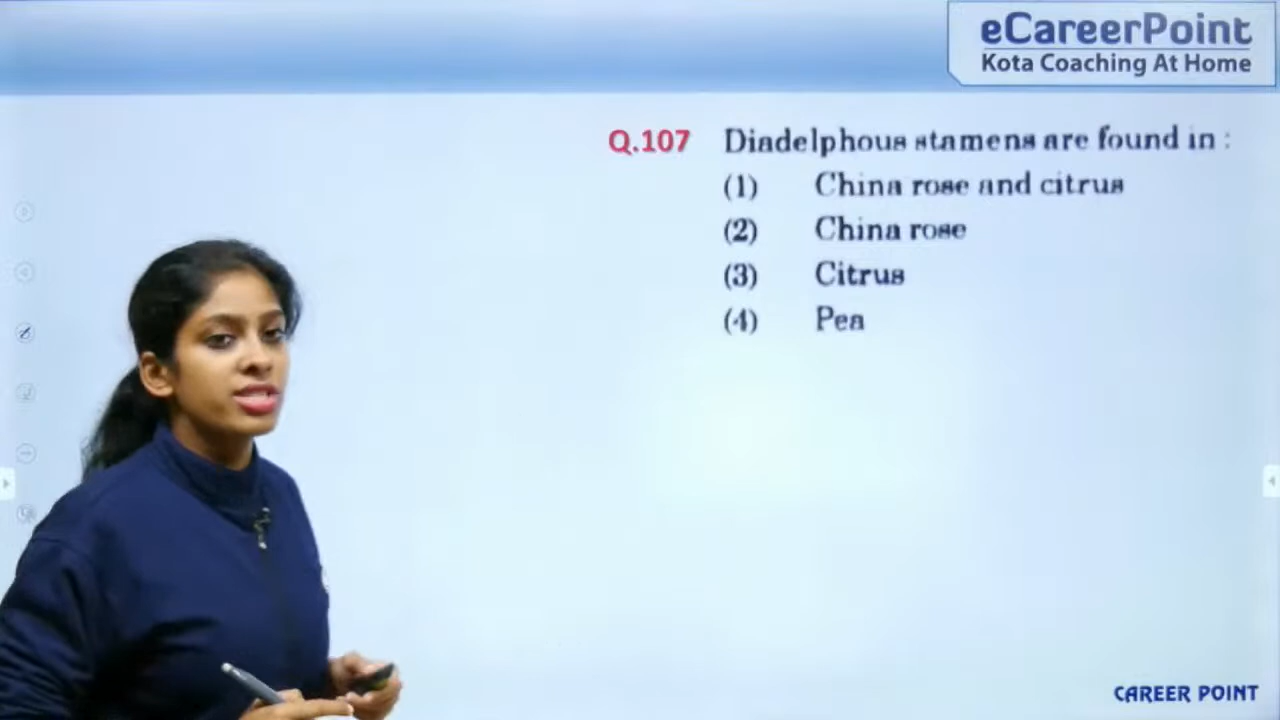 eCareerPoint
Kota Coaching At Home
Q.107 Diadelphous stamens are found in :
(1) China rose and citrus
(2) China rose
(3) Citrus
(4) Pea
CAREER POINT